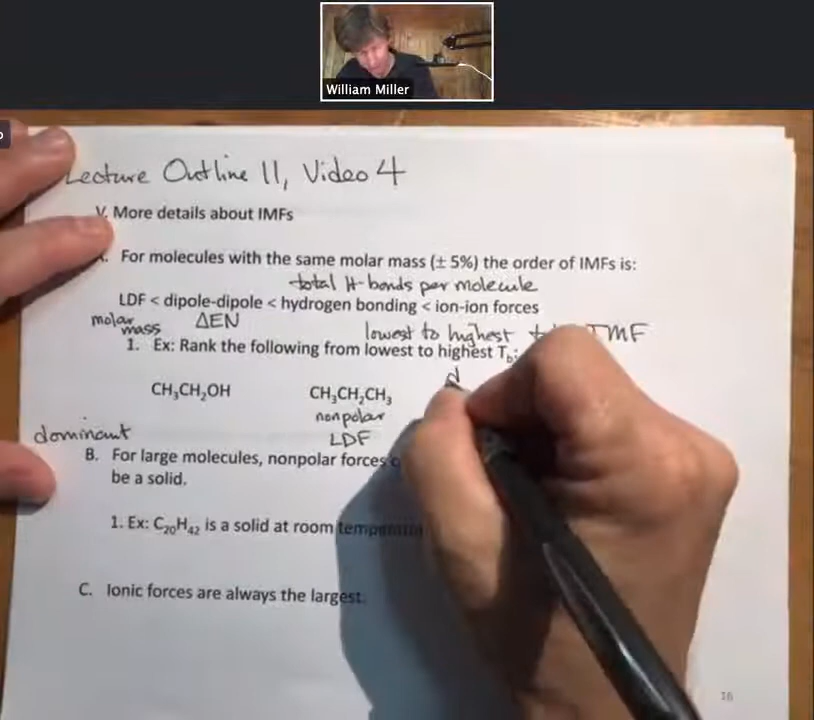 William Miller
Lecture Outline 11, Video 4
V. More details about IMFs
For molecules with the same molar mass (± 5%) the order of IMFs is:
total H-bonds per molecule
LDF < dipole-dipole < hydrogen bonding < ion-ion forces
molar mass ΔEN
lowest to highest IMF
1. Ex: Rank the following from lowest to highest Tb:
CH₃CH₂OH CH₃CH₂CH₃
nonpolar
dominant LDF
B. For large molecules, nonpolar forces
be a solid.
1. Ex: C₂₀H₄₂ is a solid at room
C. Ionic forces are always the largest.
16